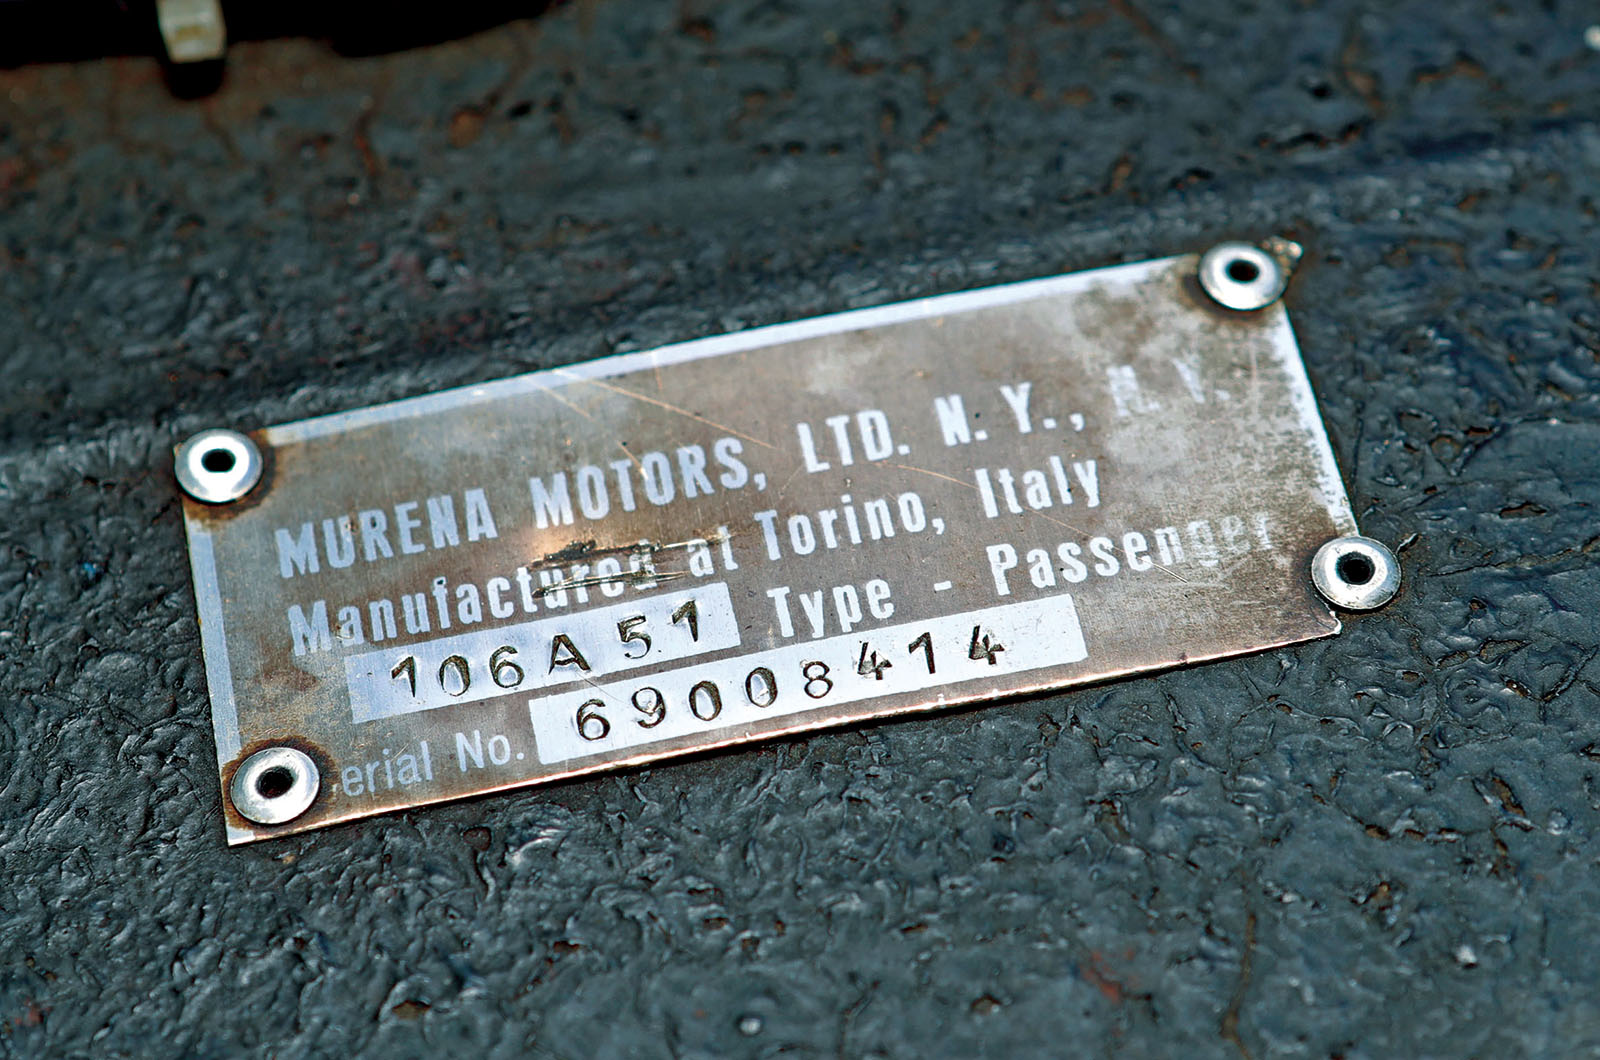 MURENA MOTORS, LTD. N. Y., N. Y.
Manufactured at Torino, Italy
106A51 Type - Passenger
erial No. 69008414